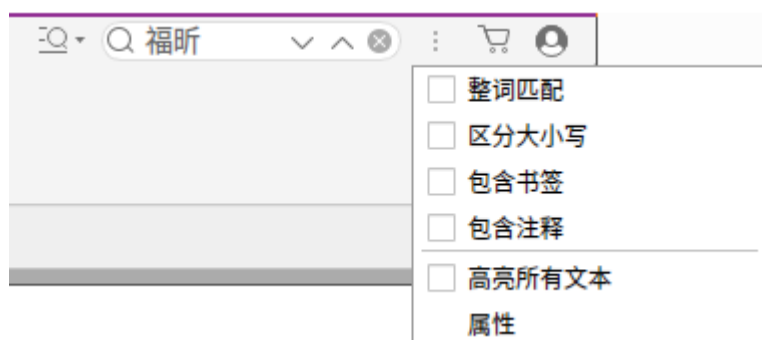 福昕
整词匹配
区分大小写
包含书签
包含注释
高亮所有文本
属性